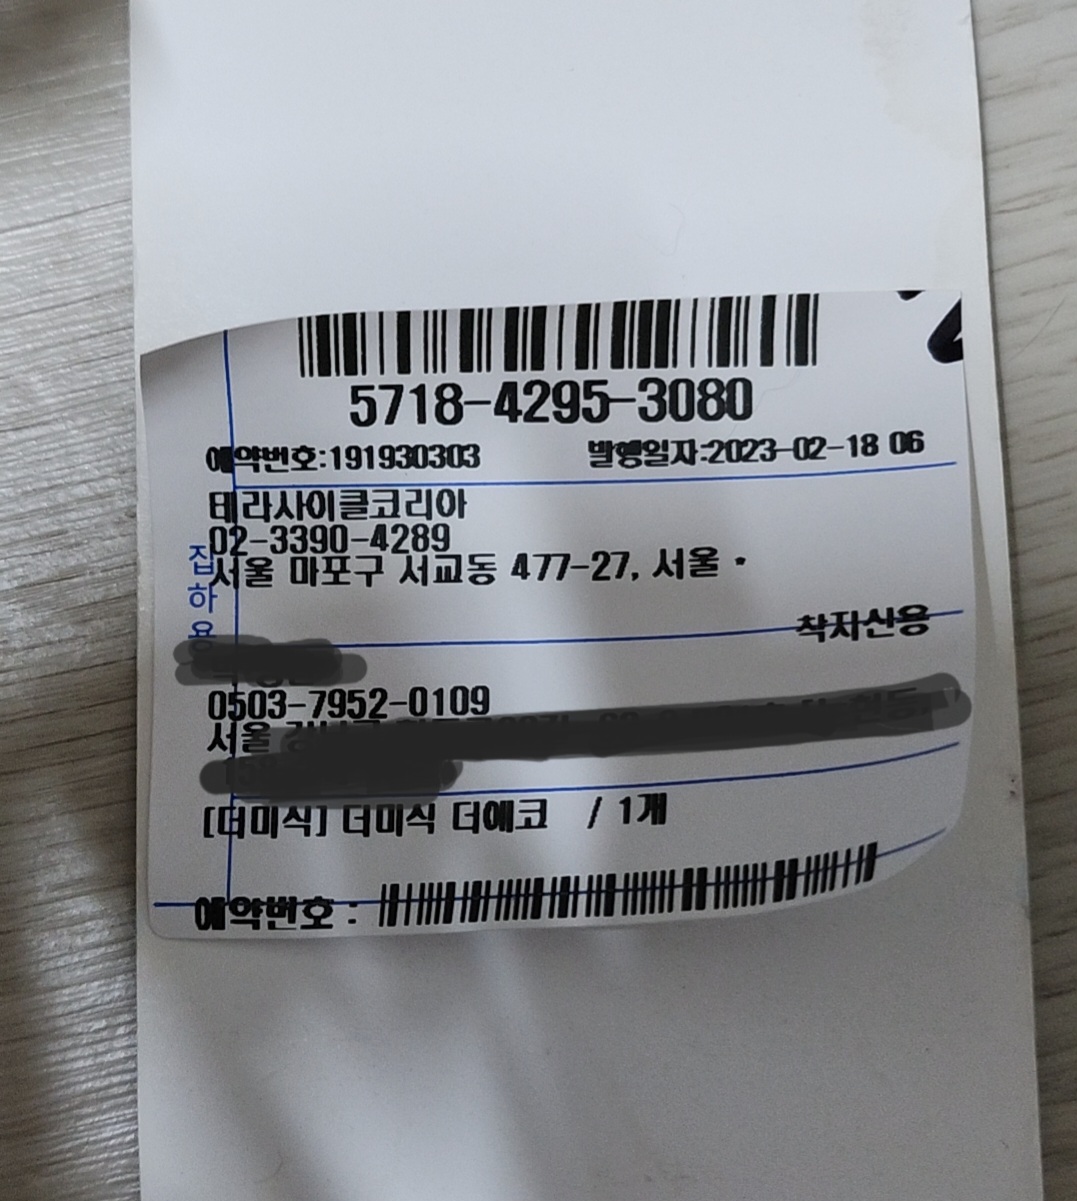 5718-4295-3080
예약번호:191930303 발행일자:2023-02-18 06
테라사이클코리아
02-3390-4289
집하용
서울 마포구 서교동 477-27, 서울 •
착지신용
0503-7952-0109
서울
[더미식] 더미식 더에코 / 1개
예약번호 :